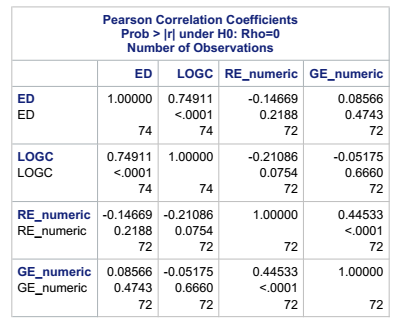 Pearson Correlation Coefficients
Prob > |r| under H0: Rho=0
Number of Observations
ED LOGC RE_numeric GE_numeric
ED 1.00000 0.74911 -0.14669 0.08566
ED <.0001 0.2188 0.4743
74 74 72 72
LOGC 0.74911 1.00000 -0.21086 -0.05175
LOGC <.0001 0.0754 0.6660
74 74 72 72
RE_numeric -0.14669 -0.21086 1.00000 0.44533
RE_numeric 0.2188 0.0754 <.0001
72 72 72 72
GE_numeric 0.08566 -0.05175 0.44533 1.00000
GE_numeric 0.4743 0.6660 <.0001
72 72 72 72